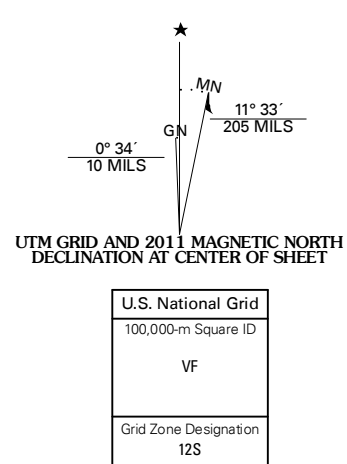 ★
MN
GN
11° 33´
205 MILS
0° 34´
10 MILS
UTM GRID AND 2011 MAGNETIC NORTH
DECLINATION AT CENTER OF SHEET
U.S. National Grid
100,000-m Square ID
VF
Grid Zone Designation
12S